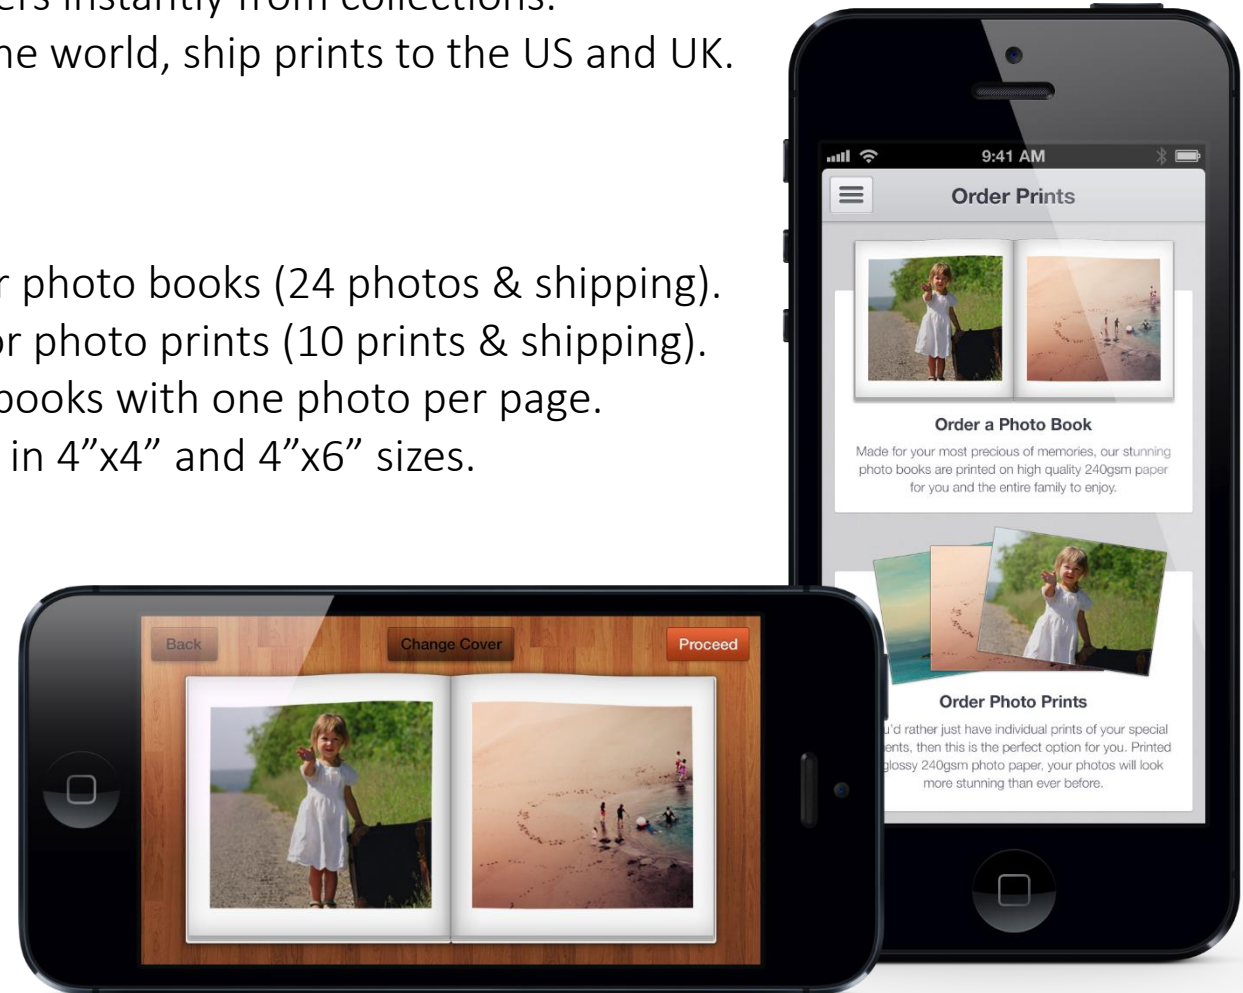 instantly from collections.
world, ship prints to the US and UK.
photo books (24 photos & shipping).
photo prints (10 prints & shipping).
books with one photo per page.
in 4”x4” and 4”x6” sizes.
9:41 AM
Order Prints
Order a Photo Book
Made for your most precious of memories, our stunning
photo books are printed on high quality 240gsm paper
for you and the entire family to enjoy.
Order Photo Prints
rather just have individual prints of your special
then this is the perfect option for you. Printed
glossy 240gsm photo paper, your photos will look
more stunning than ever before.
Back
Change Cover
Proceed